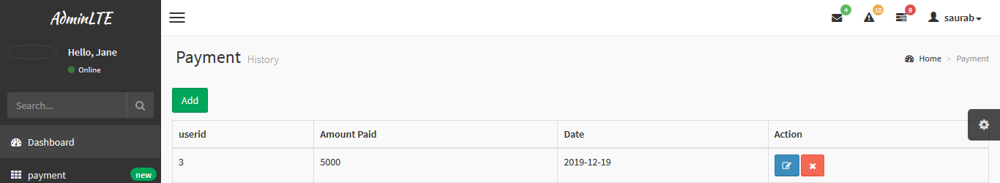 AdminLTE
4
10
9
saurab
Hello, Jane
Online
Payment History
Home > Payment
Search...
Add
Dashboard
payment new
userid Amount Paid Date Action
3 5000 2019-12-19